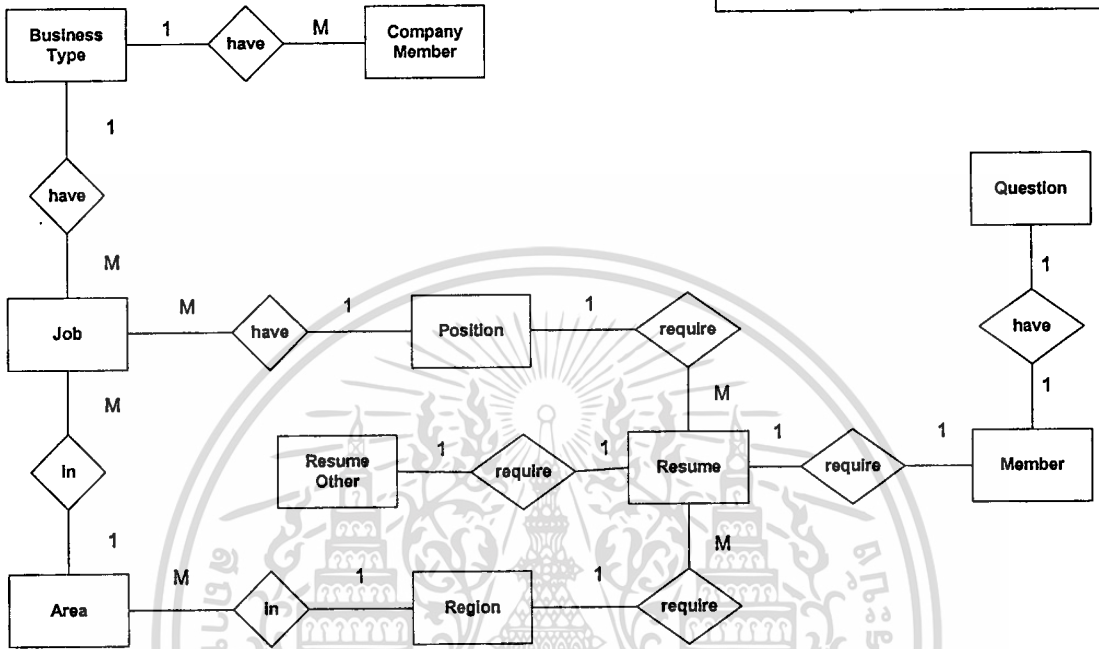 Business
Type
1
have
M
Company
Member
1
have
M
Question
1
have
1
Job
M
have
1
Position
1
require
M
M
in
1
Resume
Other
1
require
1
Resume
1
require
1
Member
M
Area
M
in
1
Region
1
require